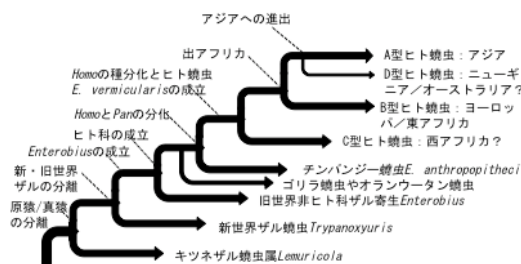 アジアへの進出
出アフリカ
Homoの種分化とヒト蟯虫
E. vermicularisの成立
HomoとPanの分化
ヒト科の成立
Enterobiusの成立
新・旧世界
ザルの分離
原猿/真猿
の分離
A型ヒト蟯虫：アジア
D型ヒト蟯虫：ニューギ
ニア／オーストラリア？
B型ヒト蟯虫：ヨーロッ
パ／東アフリカ
C型ヒト蟯虫：西アフリカ？
チンパンジー蟯虫E. anthropopitheci
ゴリラ蟯虫やオランウータン蟯虫
旧世界非ヒト科ザル寄生Enterobius
新世界ザル蟯虫Trypanoxyuris
キツネザル蟯虫属Lemuricola